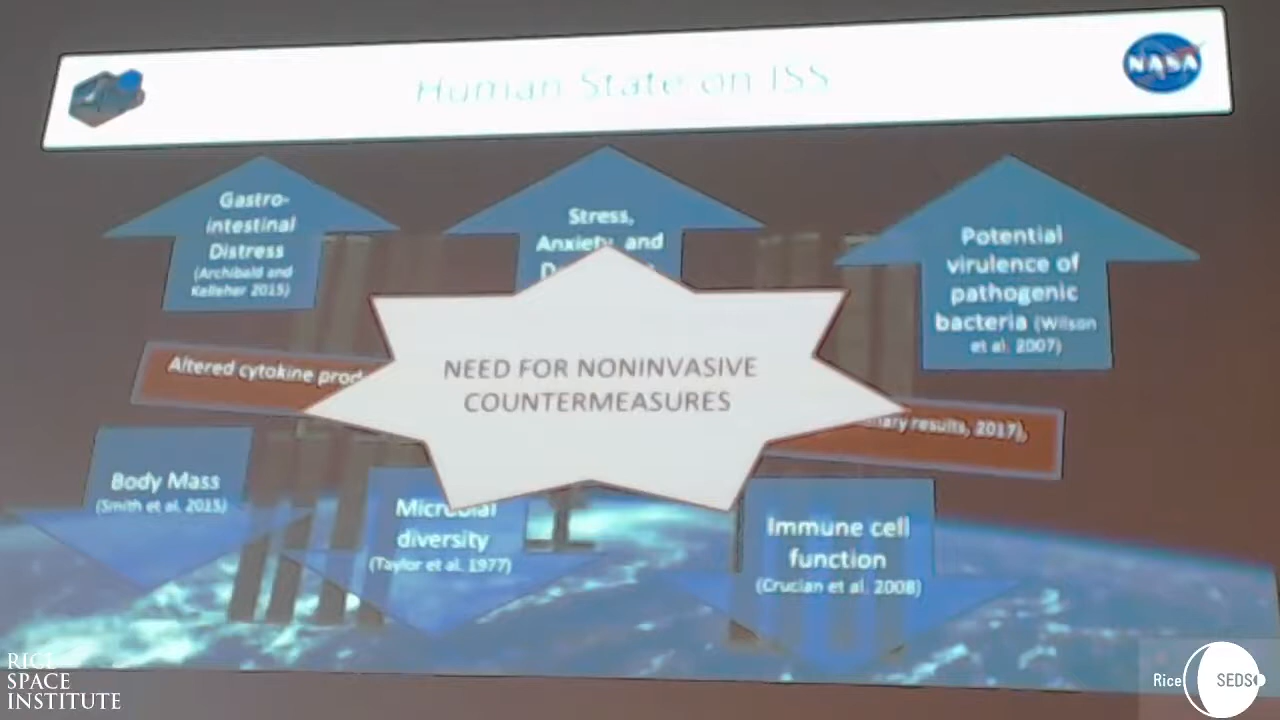 Human State on ISS
NASA
Gastro-
intestinal
Distress
(Archibald and
Kelleher 2015)
Stress,
Anxiety, and
Potential
virulence of
pathogenic
bacteria (Wilson
et al. 2007)
Altered cytokine
NEED FOR NONINVASIVE
COUNTERMEASURES
results, 2017),
Body Mass
(Smith et al. 2015)
Microbial
diversity
(Taylor et al. 1977)
Immune cell
function
(Crucian et al. 2008)
RICE
SPACE
INSTITUTE
Rice SEDS